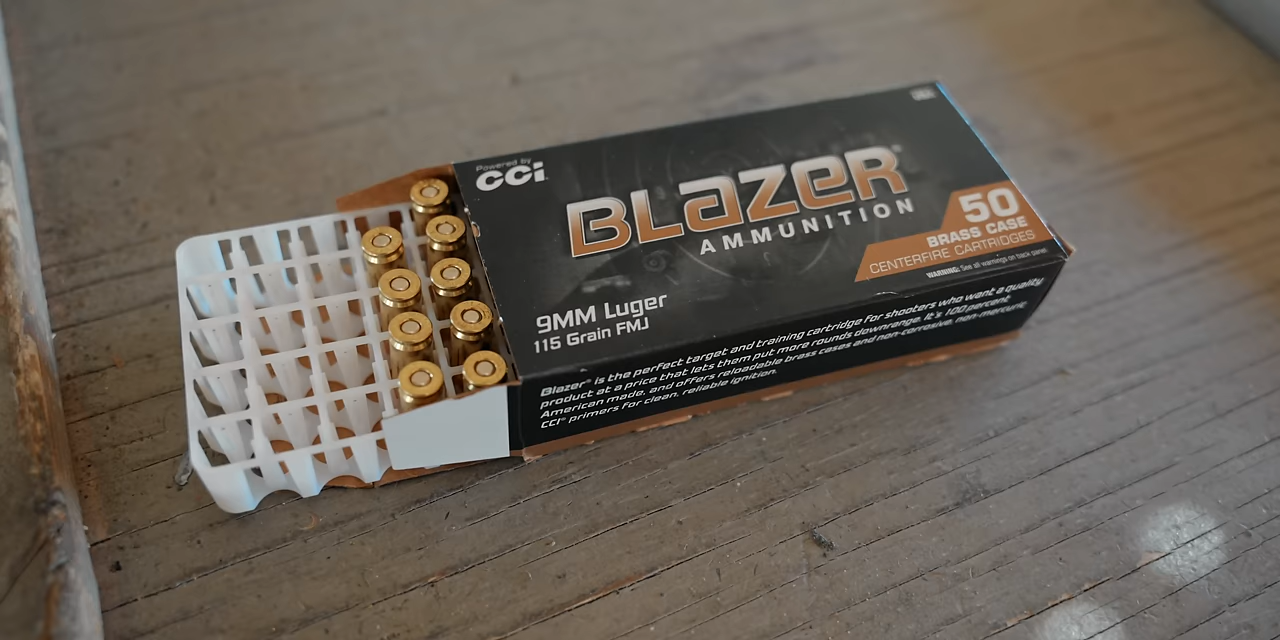 Powered by
CCI
BLAZER
AMMUNITION
50
BRASS CASE
CENTERFIRE CARTRIDGES
WARNING: See all warnings on back panel
9MM Luger
115 Grain FMJ
Blazer® is the perfect target and training cartridge for shooters who want a quality
product at a price that lets them put more rounds downrange. It's 100 percent
American made, and offers reloadable brass cases and non-corrosive, non-mercuric
CCI® primers for clean, reliable ignition.